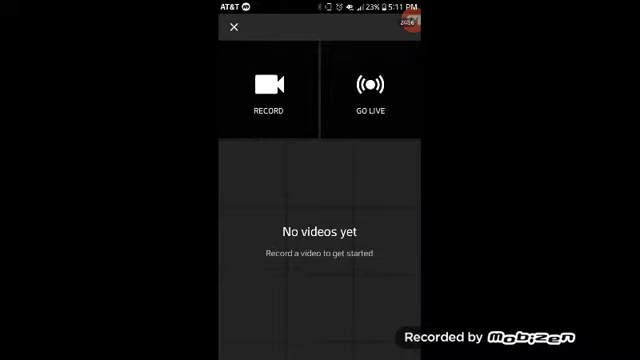 AT&T 23% 5:11 PM
RECORD GO LIVE
No videos yet
Record a video to get started
Recorded by MOBIZEN